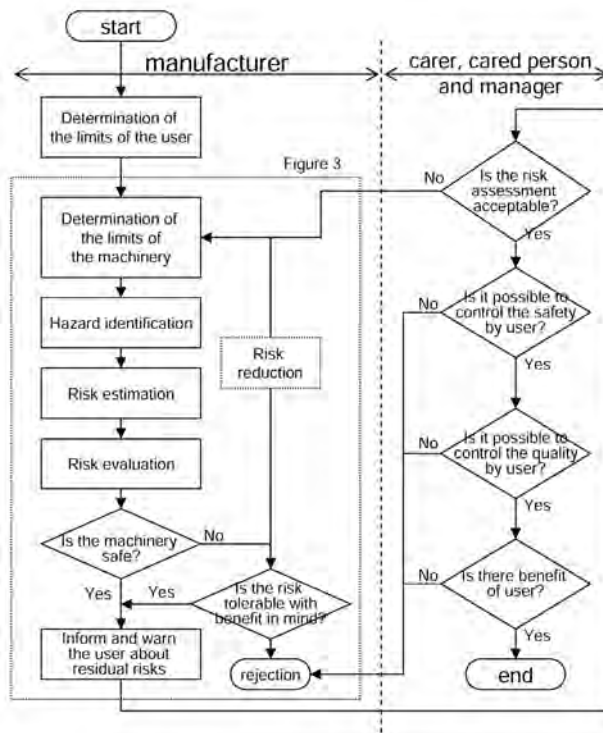 start
manufacturer
carer, cared person
and manager
Determination of
the limits of the user
Figure 3
Determination of
the limits of
the machinery
Hazard identification
Risk
reduction
Risk estimation
Risk evaluation
Is the machinery
safe?
No
Yes
Yes
Is the risk
tolerable with
benefit in mind?
Inform and warn
the user about
residual risks
rejection
No
Is the risk
assessment
acceptable?
Yes
No
Is it possible to
control the safety
by user?
Yes
No
Is it possible to
control the quality
by user?
Yes
No
Is there benefit
of user?
Yes
end